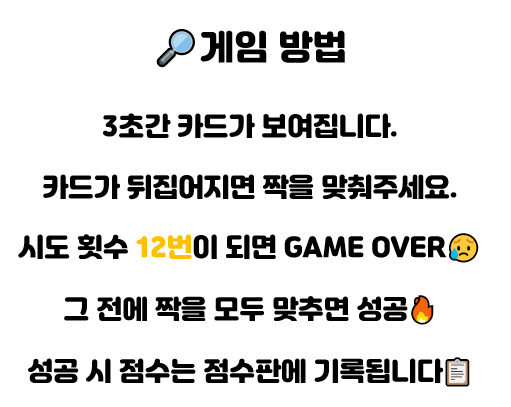 🔍게임 방법
3초간 카드가 보여집니다.
카드가 뒤집어지면 짝을 맞춰주세요.
시도 횟수 12번이 되면 GAME OVER😥
그 전에 짝을 모두 맞추면 성공🔥
성공 시 점수는 점수판에 기록됩니다📋